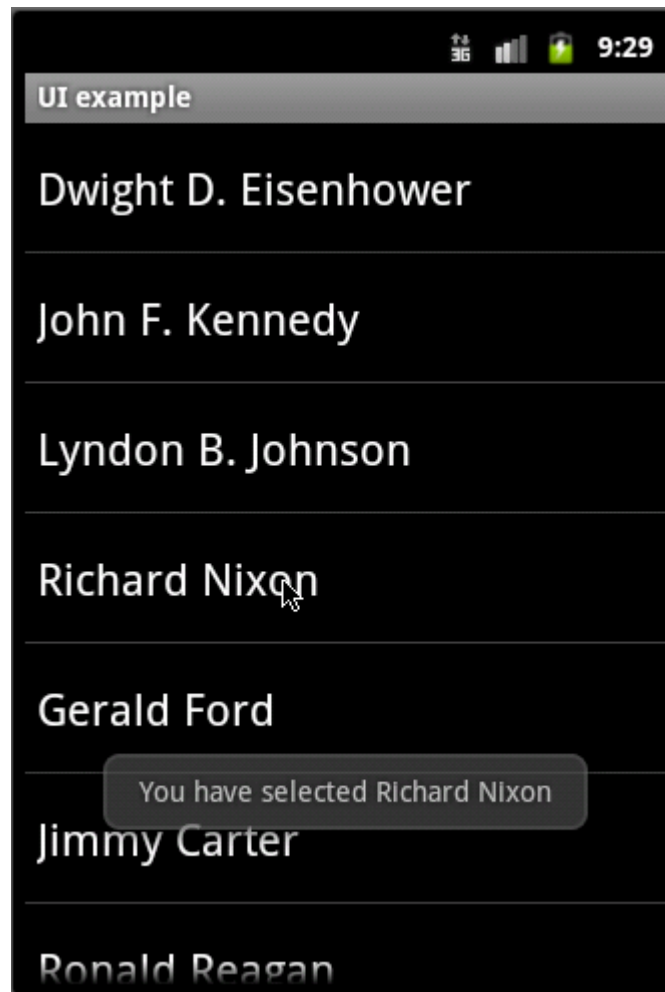 3G 9:29
UI example
Dwight D. Eisenhower
John F. Kennedy
Lyndon B. Johnson
Richard Nixon
Gerald Ford
You have selected Richard Nixon
Jimmy Carter
Ronald Reagan